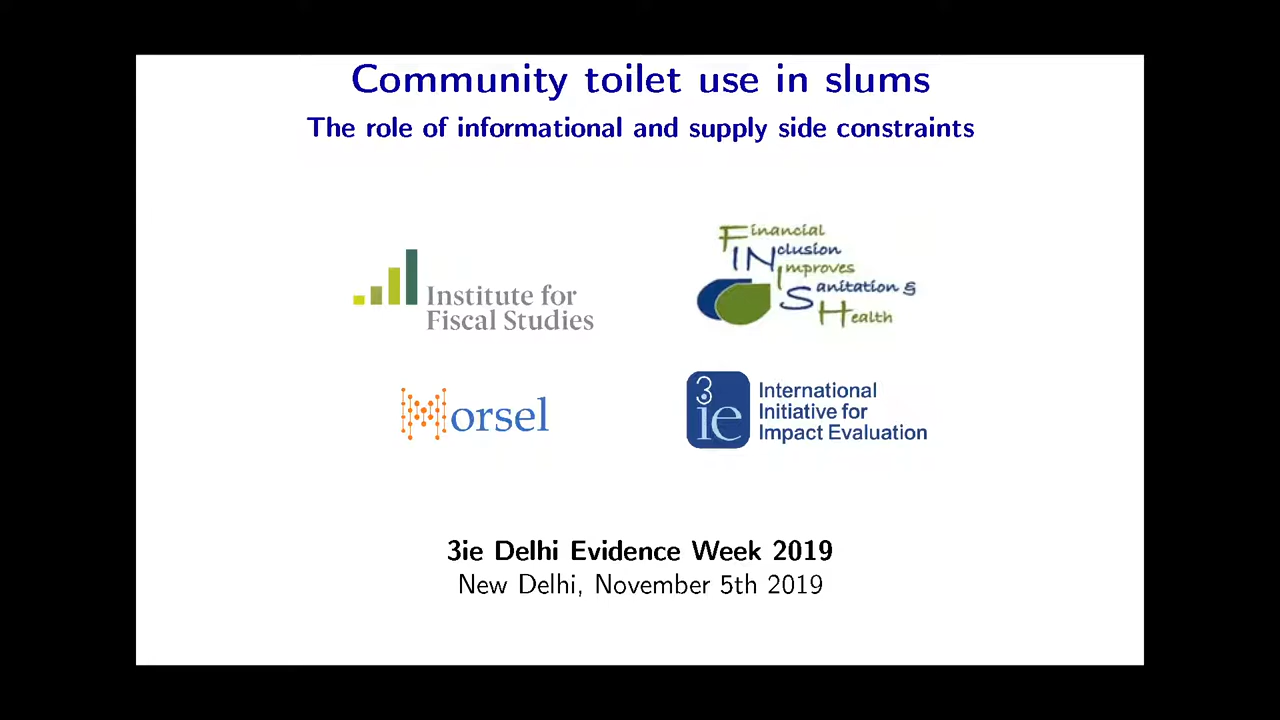 Community toilet use in slums
The role of informational and supply side constraints
Institute for
Fiscal Studies
Financial
INclusion
Improves
Sanitation &
Health
Morsel
3ie
International
Initiative for
Impact Evaluation
3ie Delhi Evidence Week 2019
New Delhi, November 5th 2019